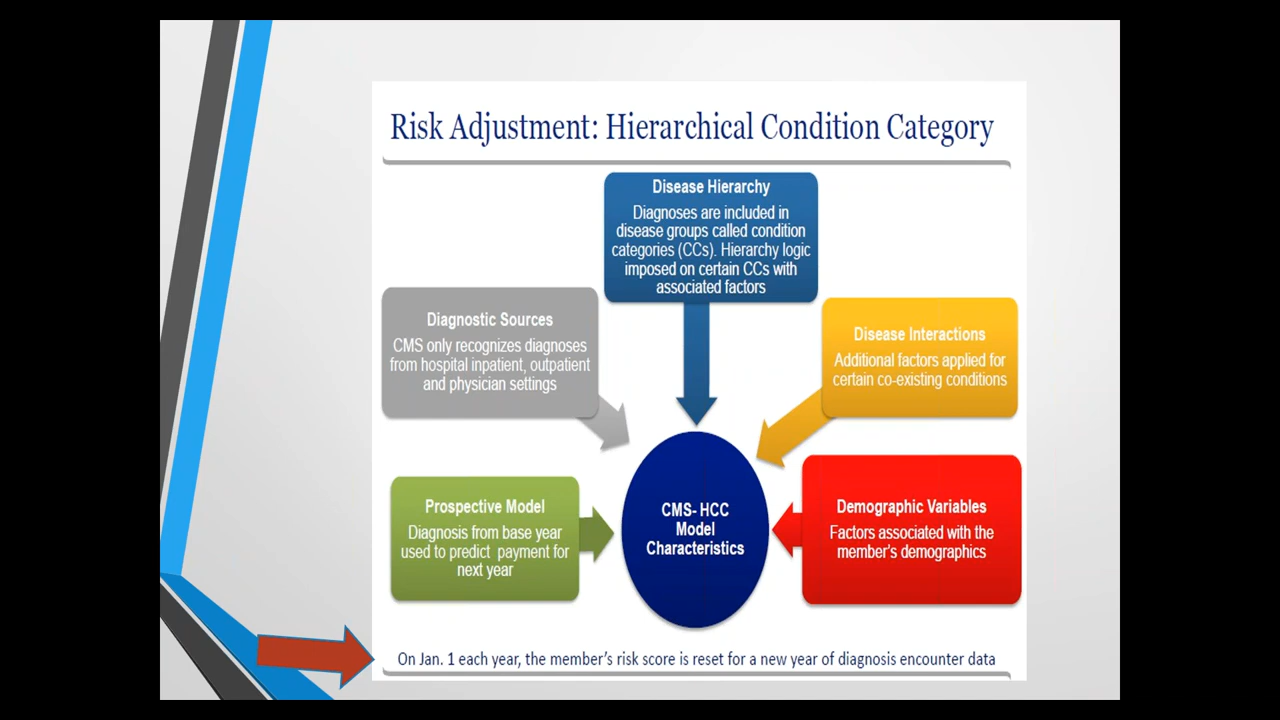 Risk Adjustment: Hierarchical Condition Category
Disease Hierarchy
Diagnoses are included in
disease groups called condition
categories (CCs). Hierarchy logic
imposed on certain CCs with
associated factors
Diagnostic Sources
CMS only recognizes diagnoses
from hospital inpatient, outpatient
and physician settings
Disease Interactions
Additional factors applied for
certain co-existing conditions
Prospective Model
Diagnosis from base year
used to predict payment for
next year
CMS- HCC
Model
Characteristics
Demographic Variables
Factors associated with the
member's demographics
On Jan. 1 each year, the member's risk score is reset for a new year of diagnosis encounter data